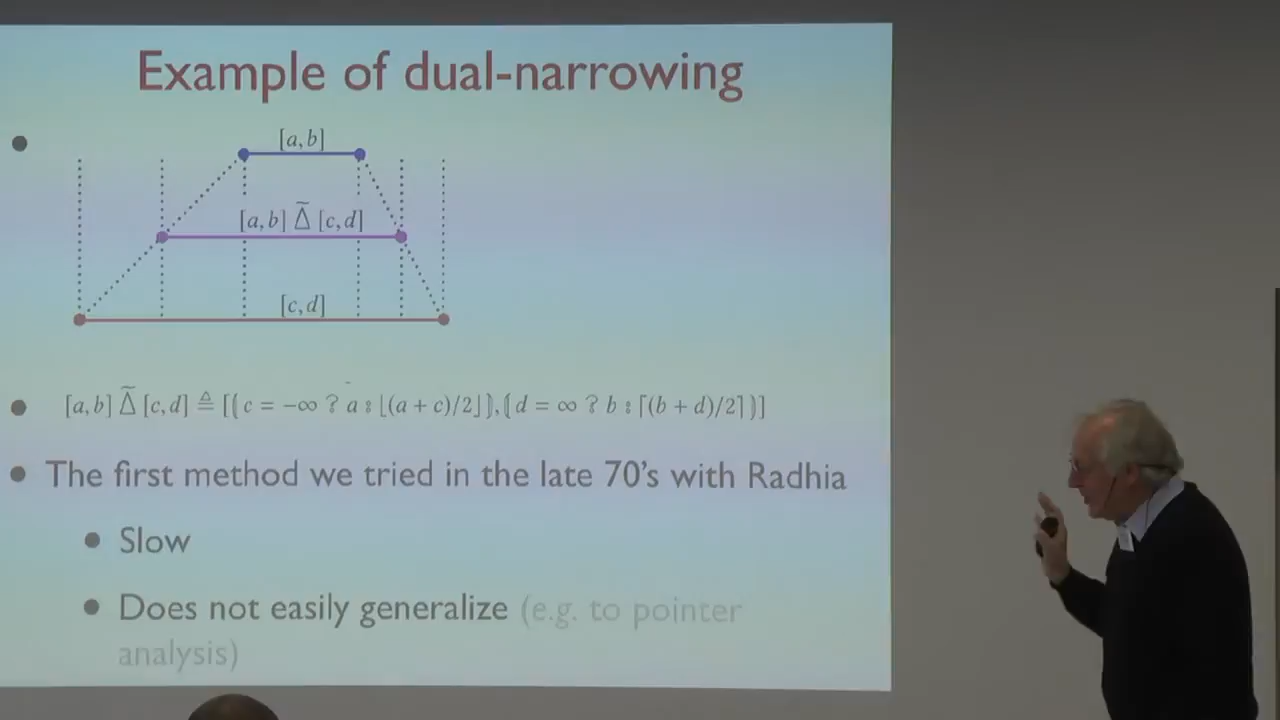 Example of dual-narrowing
[a, b]
[a, b] Δ̃ [c, d]
[c, d]
[a, b] Δ̃ [c, d] ≜ [⦅c = −∞ ? a : ⌊(a + c)/2⌋⦆, ⦅d = ∞ ? b : ⌈(b + d)/2⌉⦆]
The first method we tried in the late 70's with Radhia
Slow
Does not easily generalize (e.g. to pointer
analysis)